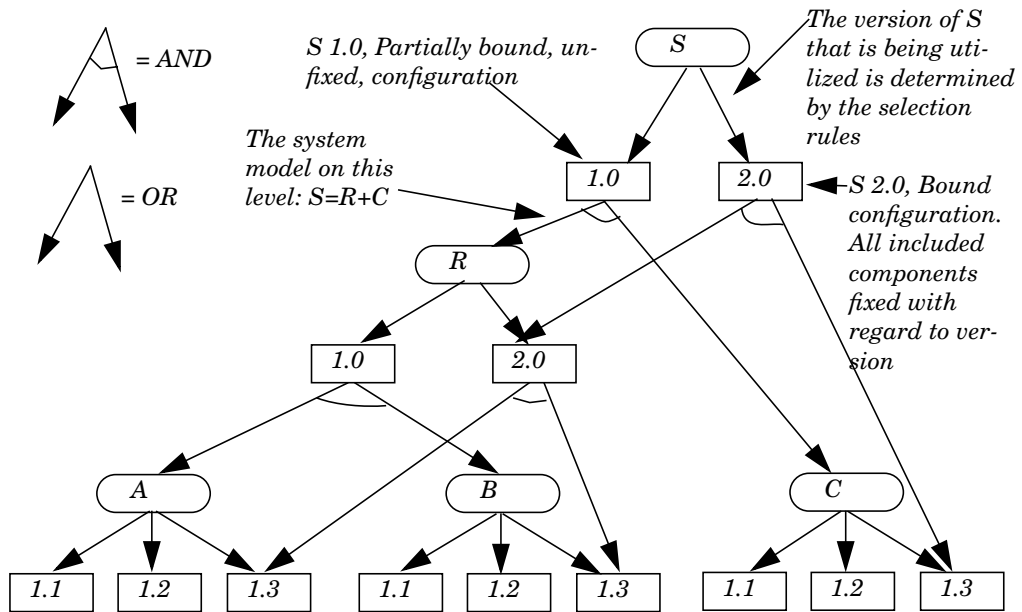 = AND
= OR
S 1.0, Partially bound, un-
fixed, configuration
S
The version of S
that is being uti-
lized is determined
by the selection
rules
The system
model on this
level: S=R+C
1.0
2.0
S 2.0, Bound
configuration.
All included
components
fixed with
regard to ver-
sion
R
1.0
2.0
A
B
C
1.1
1.2
1.3
1.1
1.2
1.3
1.1
1.2
1.3